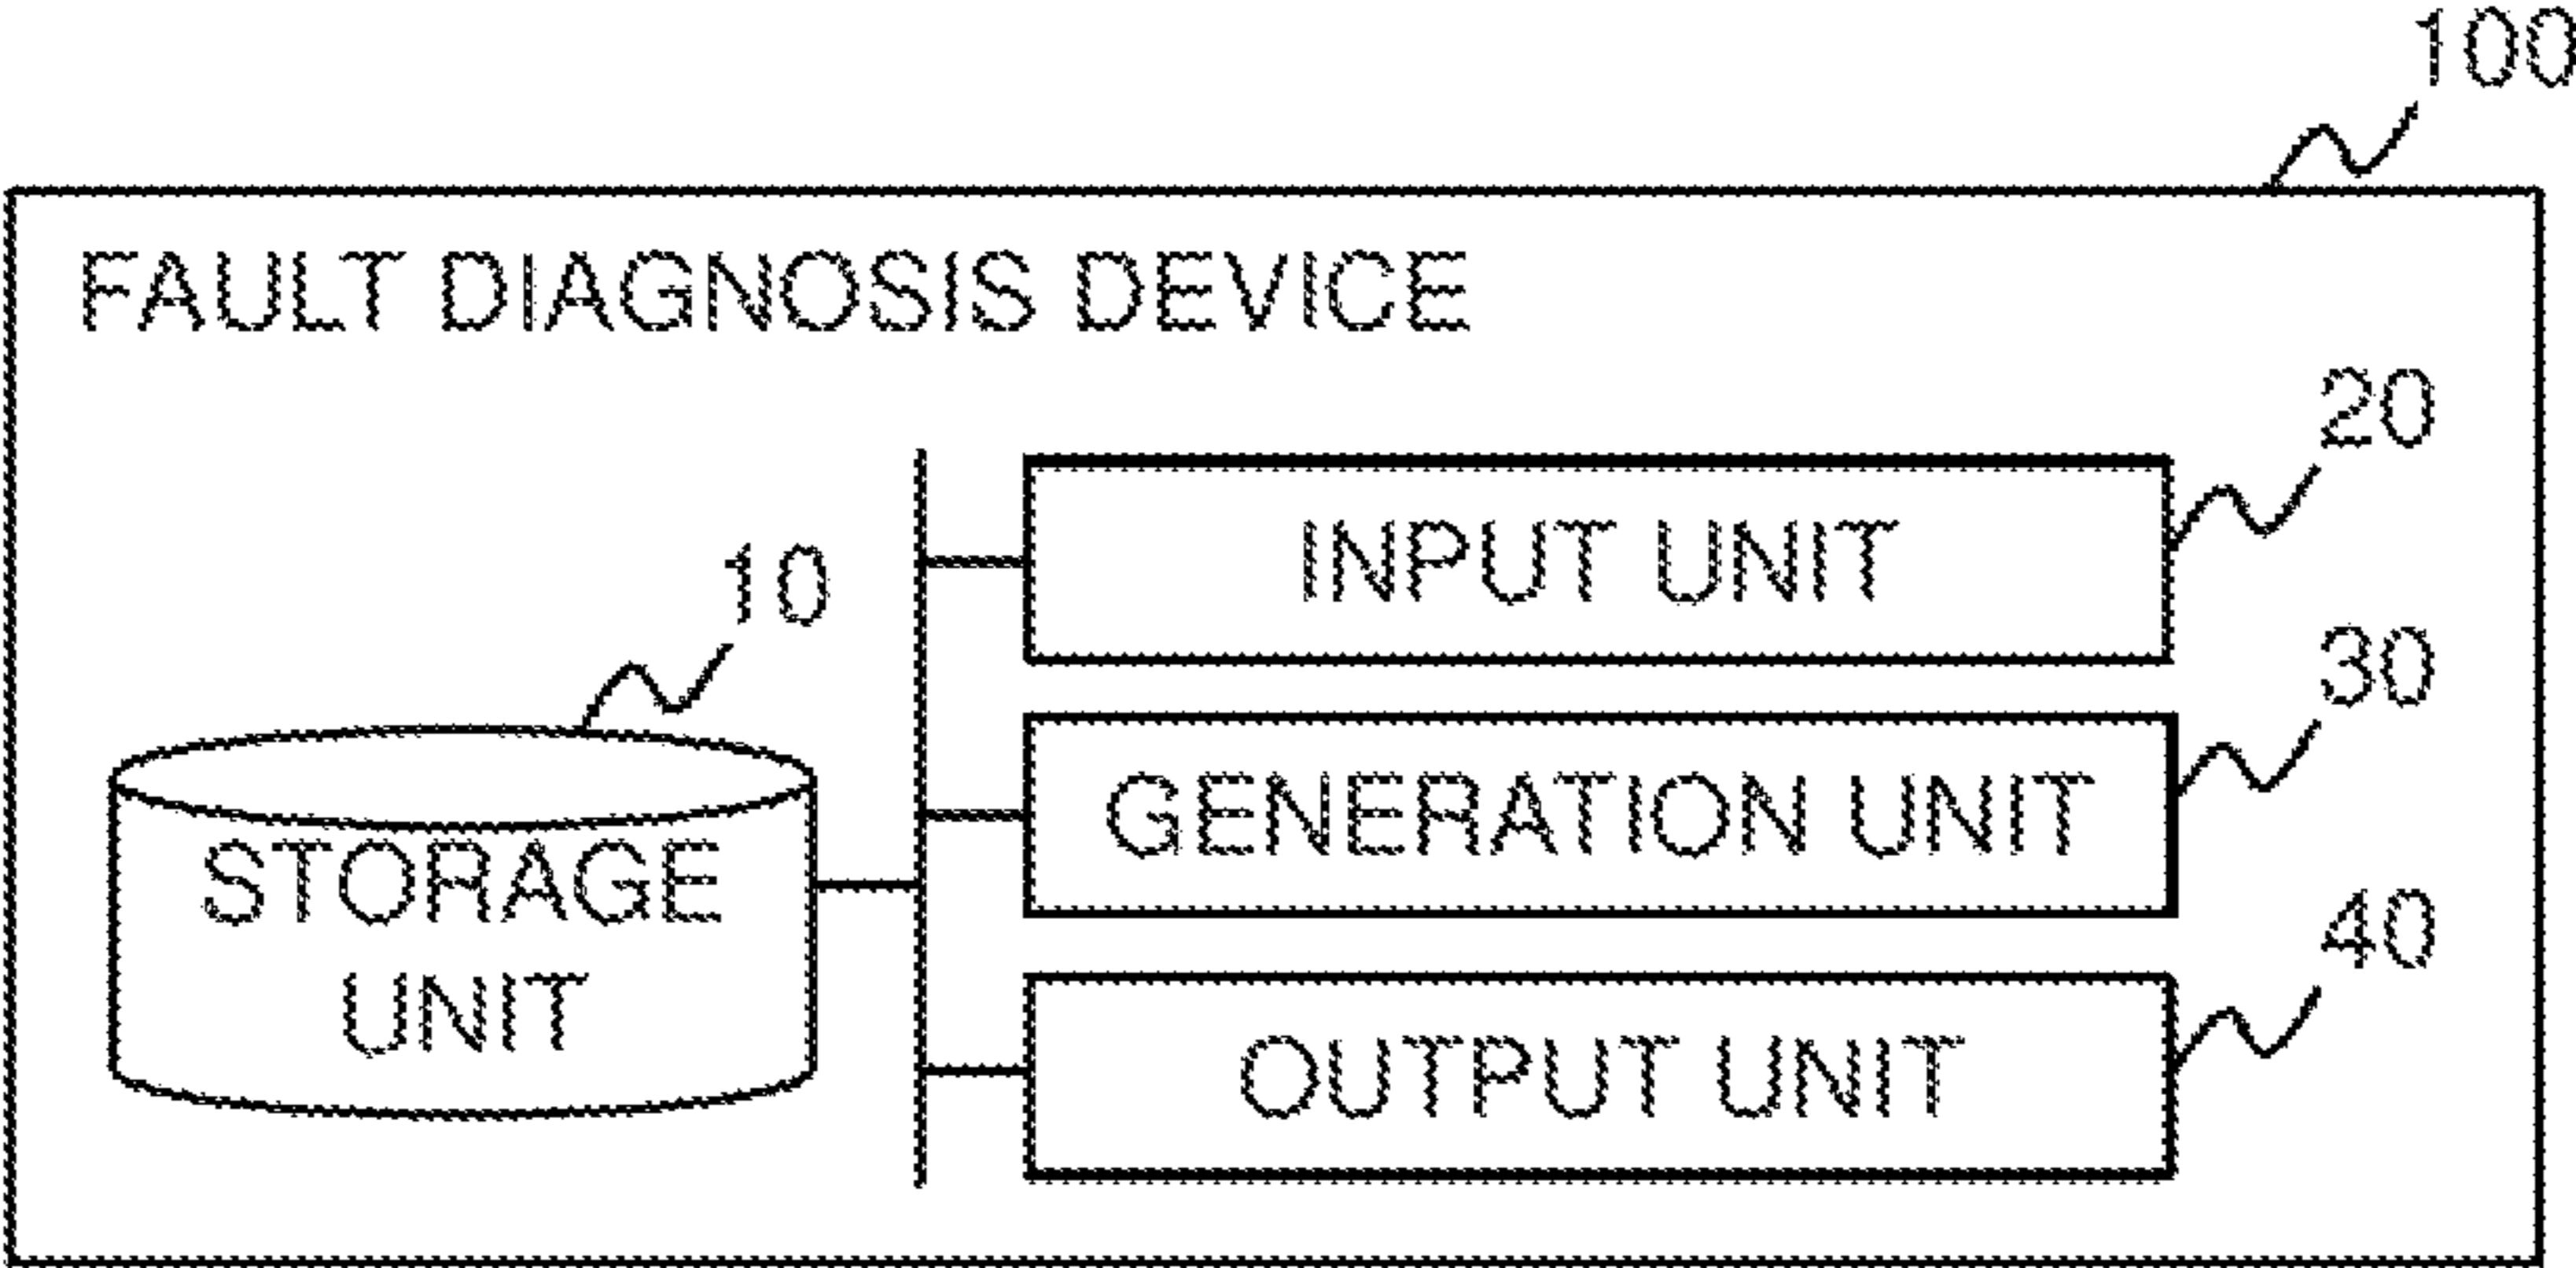 100
FAULT DIAGNOSIS DEVICE
20
INPUT UNIT
10
30
GENERATION UNIT
STORAGE
UNIT
40
OUTPUT UNIT